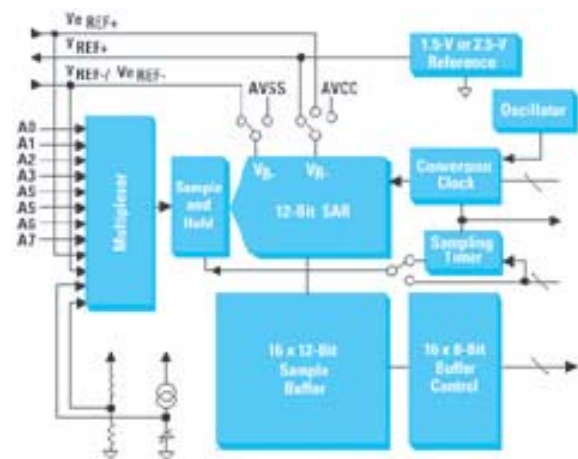 Ve REF+
V REF+
V REF-/ Ve REF-
1.5-V or 2.5-V
Reference
AVSS
AVCC
Oscillator
A0
A1
A2
A3
A5
A5
A6
A7
Multiplexer
Sample
and
Hold
VR-
VR-
12-Bit SAR
Conversion
Clock
Sampling
Timer
16 x 12-Bit
Sample
Buffer
16 x 8-Bit
Buffer
Control